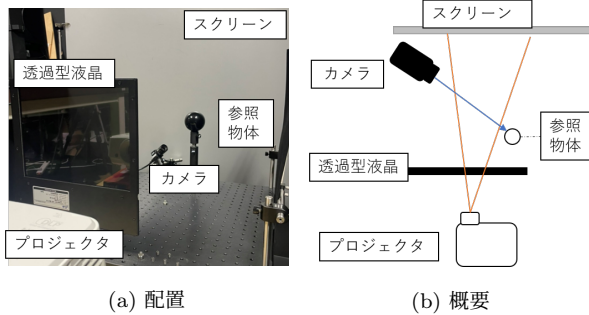 スクリーン
透過型液晶
参照
物体
カメラ
プロジェクタ
(a) 配置
スクリーン
カメラ
参照
物体
透過型液晶
プロジェクタ
(b) 概要